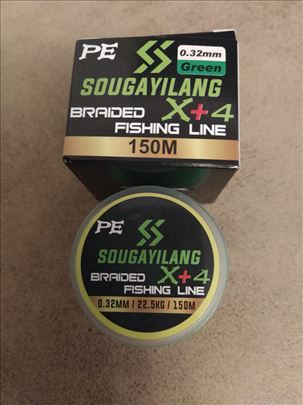 PE
0.32mm
Green
SOUGAYILANG
BRAIDED X+4
FISHING LINE
150M
PE
SOUGAYILANG
BRAIDED X+4
FISHING LINE
0.32MM / 22.5KG / 150M